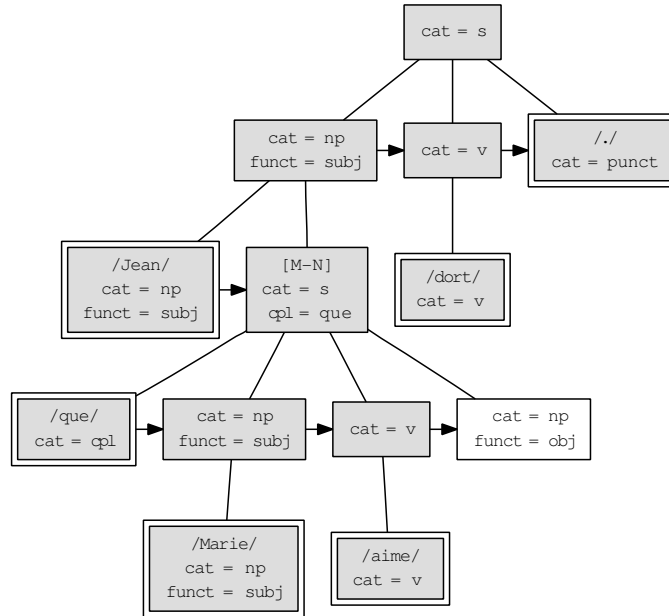 cat = s
cat = np
funct = subj
cat = v
/./
cat = punct
/Jean/
cat = np
funct = subj
[M-N]
cat = s
cpl = que
/dort/
cat = v
/que/
cat = cpl
cat = np
funct = subj
cat = v
cat = np
funct = obj
/Marie/
cat = np
funct = subj
/aime/
cat = v